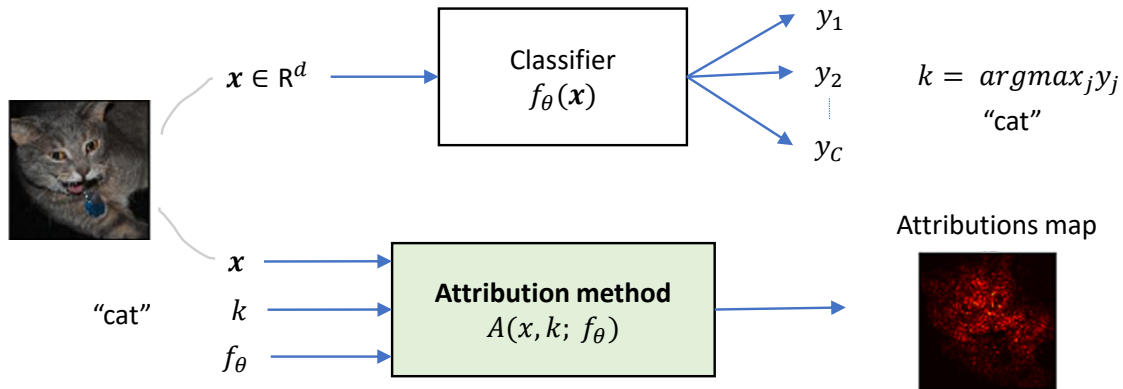 x ∈ R^d
Classifier
f_θ(x)
y_1
y_2
y_C
k = argmax_j y_j
“cat”
Attributions map
x
“cat”
k
f_θ
Attribution method
A(x, k; f_θ)